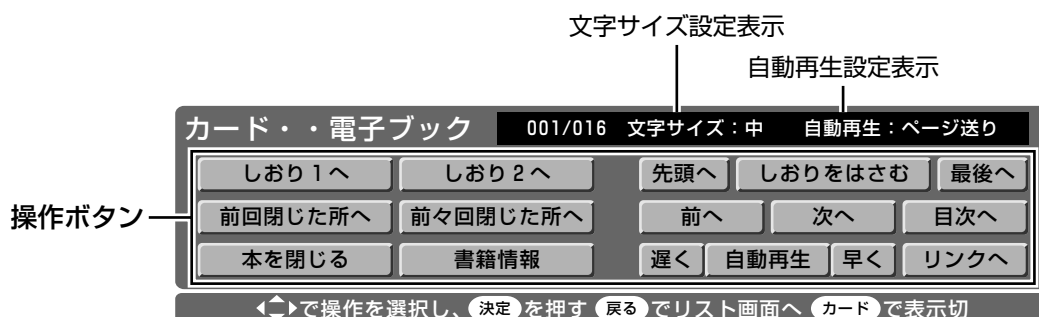 文字サイズ設定表示
自動再生設定表示
カード・・電子ブック 001/016 文字サイズ：中 自動再生：ページ送り
しおり１へ しおり２へ 先頭へ しおりをはさむ 最後へ
操作ボタン 前回閉じた所へ 前々回閉じた所へ 前へ 次へ 目次へ
本を閉じる 書籍情報 遅く 自動再生 早く リンクへ
で操作を選択し、決定を押す 戻るでリスト画面へ カードで表示切